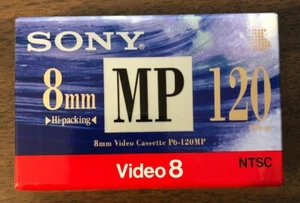 SONY
8mm MP 120
Hi-packing
8mm Video Cassette P6-120MP
Video 8 NTSC